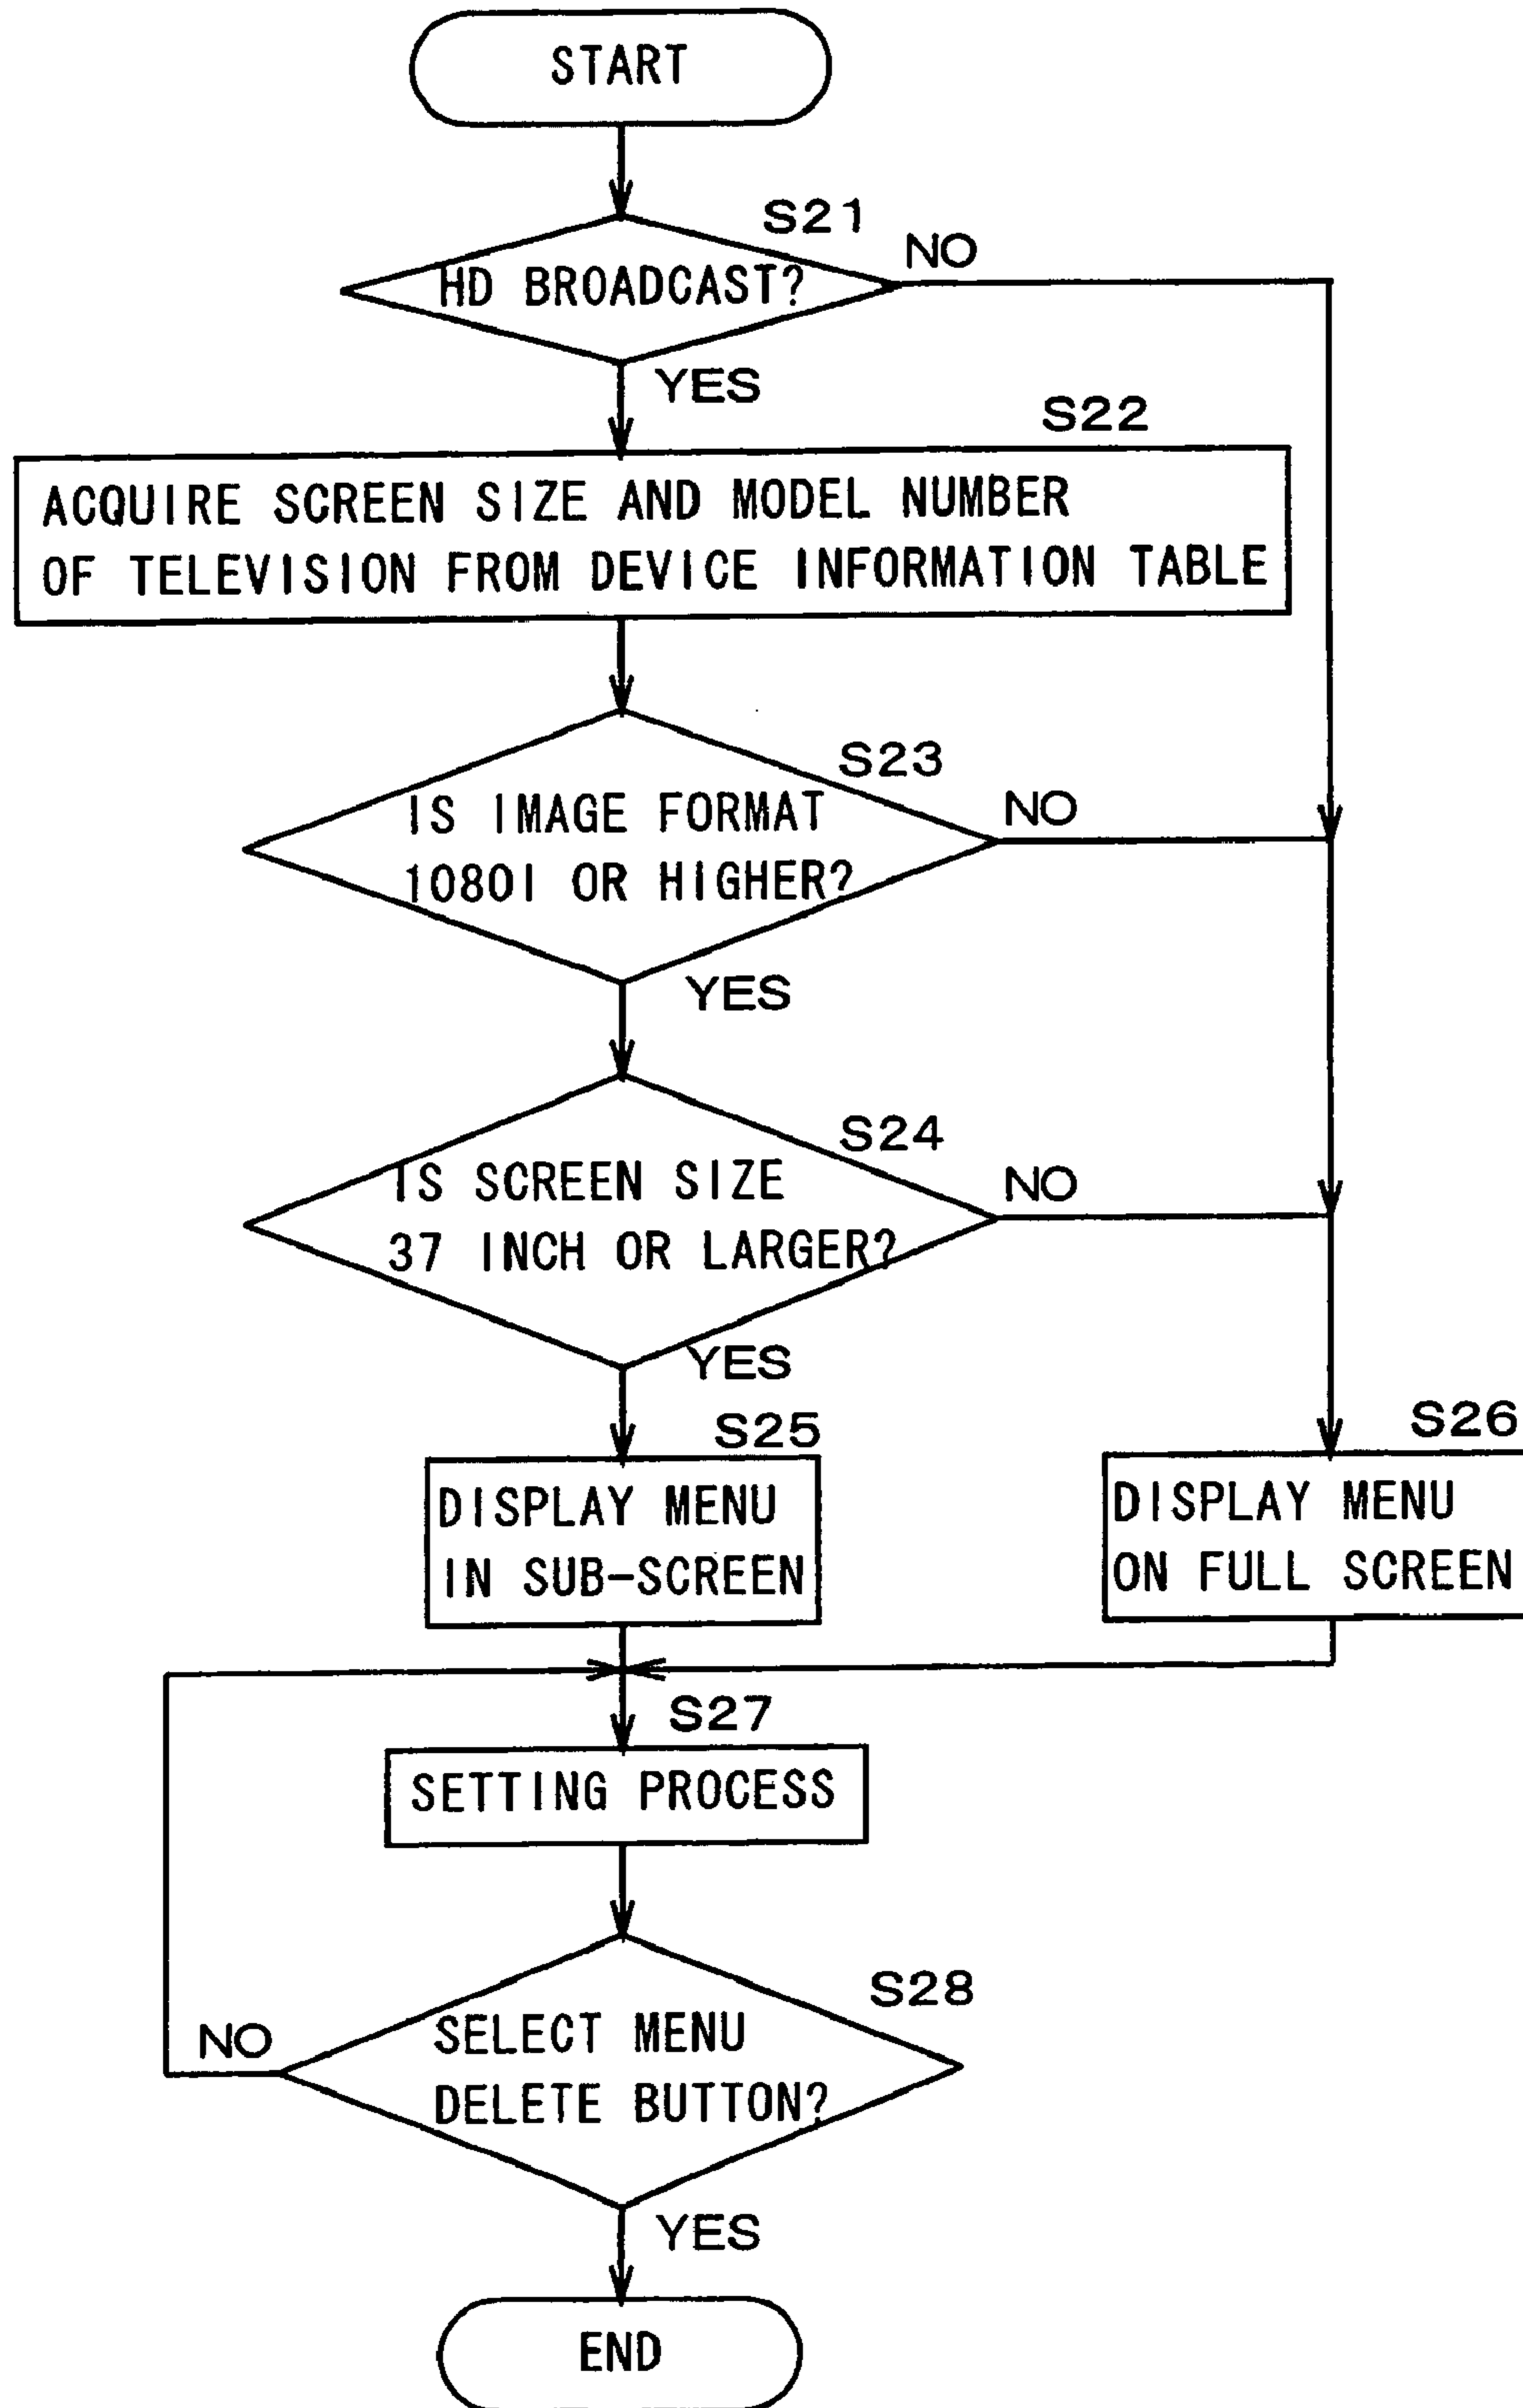 START
S21
HD BROADCAST?
NO
YES
S22
ACQUIRE SCREEN SIZE AND MODEL NUMBER
OF TELEVISION FROM DEVICE INFORMATION TABLE
S23
IS IMAGE FORMAT
1080I OR HIGHER?
NO
YES
S24
IS SCREEN SIZE
37 INCH OR LARGER?
NO
YES
S25
DISPLAY MENU
IN SUB-SCREEN
S26
DISPLAY MENU
ON FULL SCREEN
S27
SETTING PROCESS
S28
SELECT MENU
DELETE BUTTON?
NO
YES
END